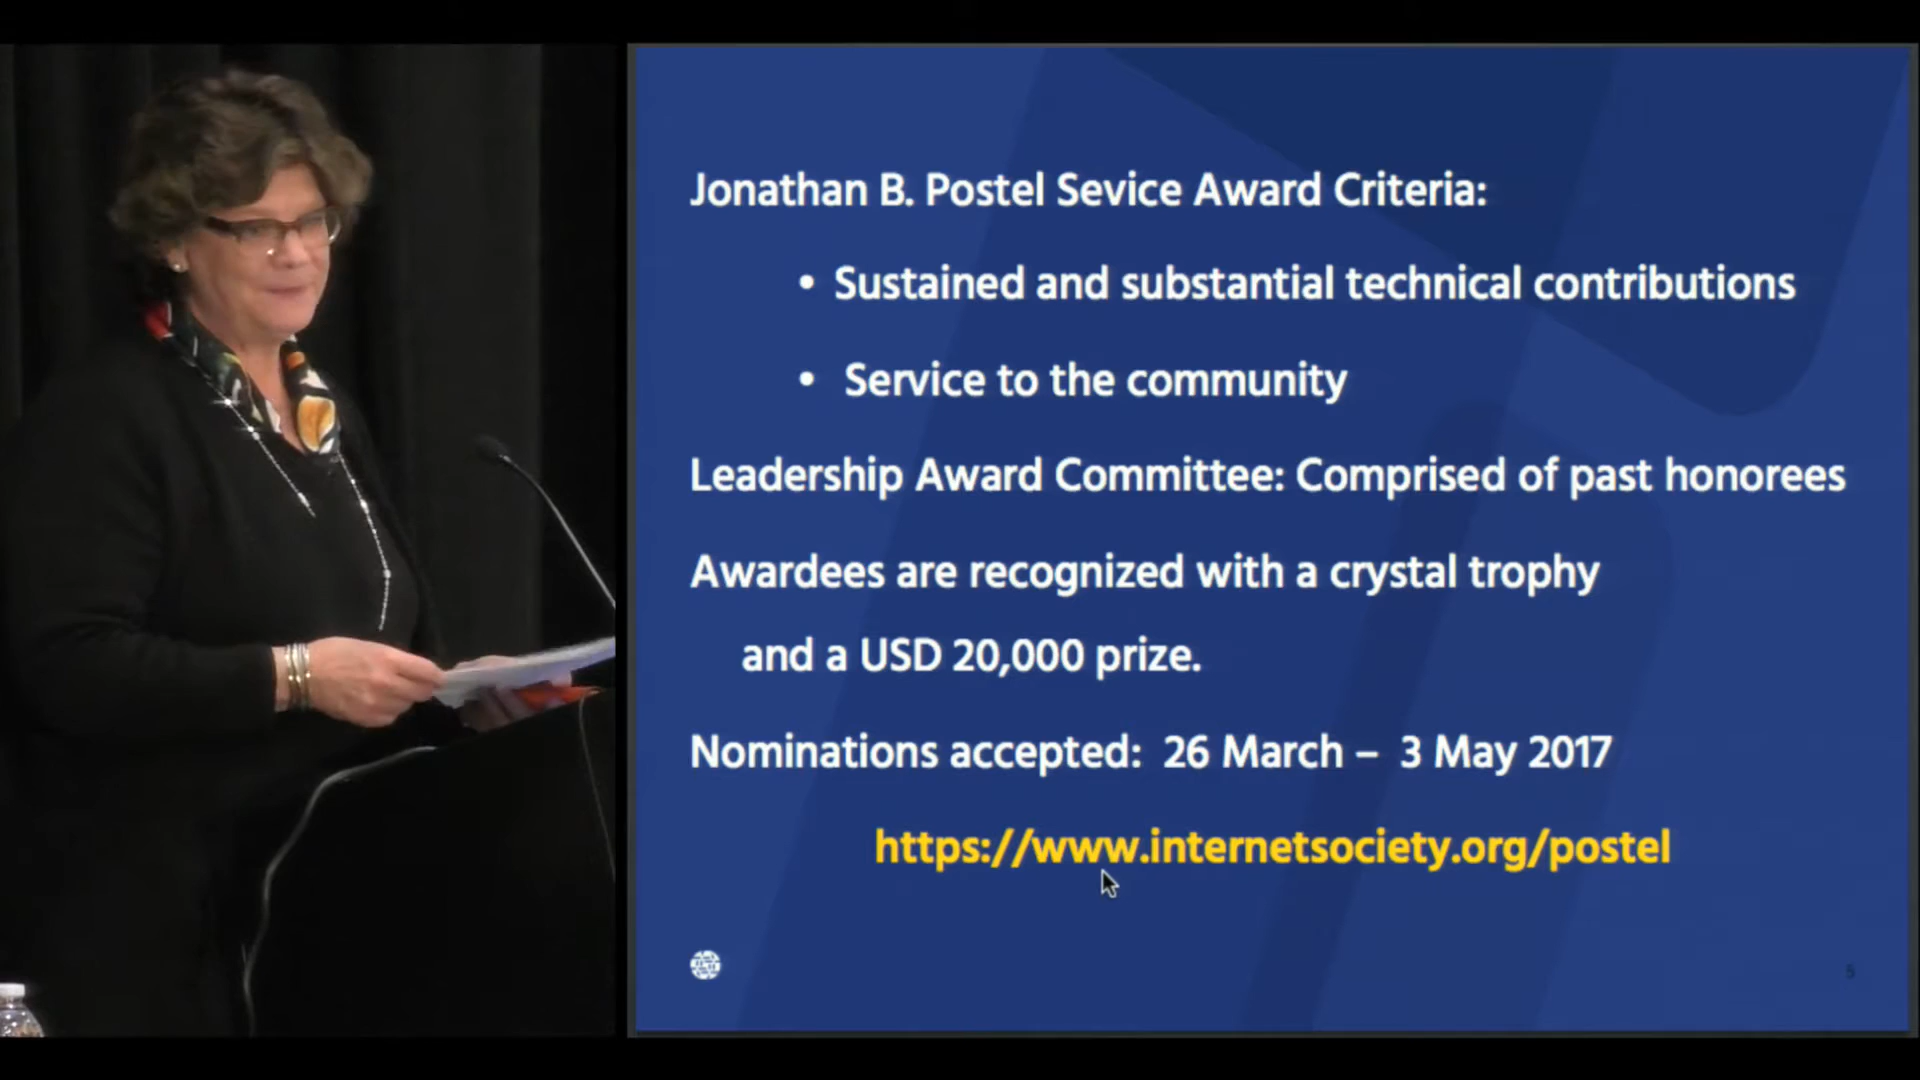 Jonathan B. Postel Sevice Award Criteria:
• Sustained and substantial technical contributions
• Service to the community
Leadership Award Committee: Comprised of past honorees
Awardees are recognized with a crystal trophy
and a USD 20,000 prize.
Nominations accepted: 26 March – 3 May 2017
https://www.internetsociety.org/postel
5